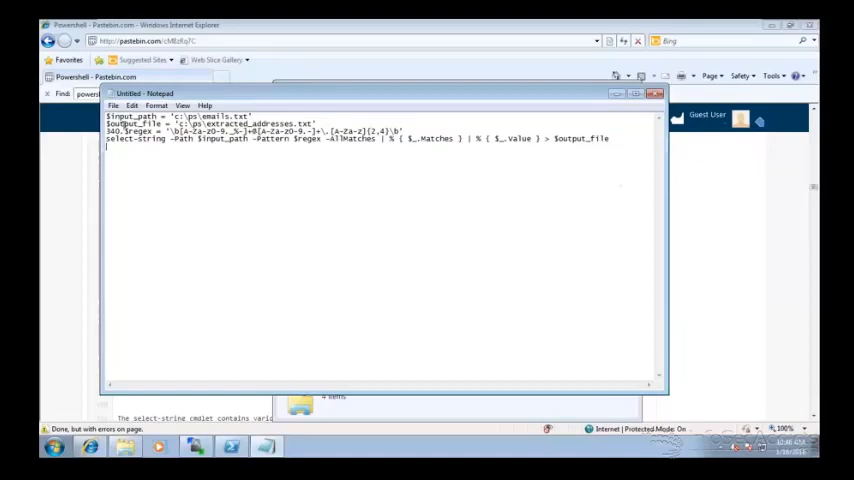 Powershell - Pastebin.com - Windows Internet Explorer
http://pastebin.com/
Bing
Favorites
Suggested Sites
Web Slice Gallery
Powershell - Pastebin.com
Page
Safety
Tools
Find: powers
Guest User
Untitled - Notepad
File Edit Format View Help
$input_path = 'c:\ps\emails.txt'
$output_file = 'c:\ps\extracted_addresses.txt'
340.$regex = '\b[A-Za-z0-9._%-]+@[A-Za-z0-9.-]+\.[A-Za-z]{2,4}\b'
select-string -Path $input_path -Pattern $regex -AllMatches | % { $_.Matches } | % { $_.Value } > $output_file
4 items
The select-string cmdlet contains
Done, but with errors on page.
Internet | Protected Mode: On
100%